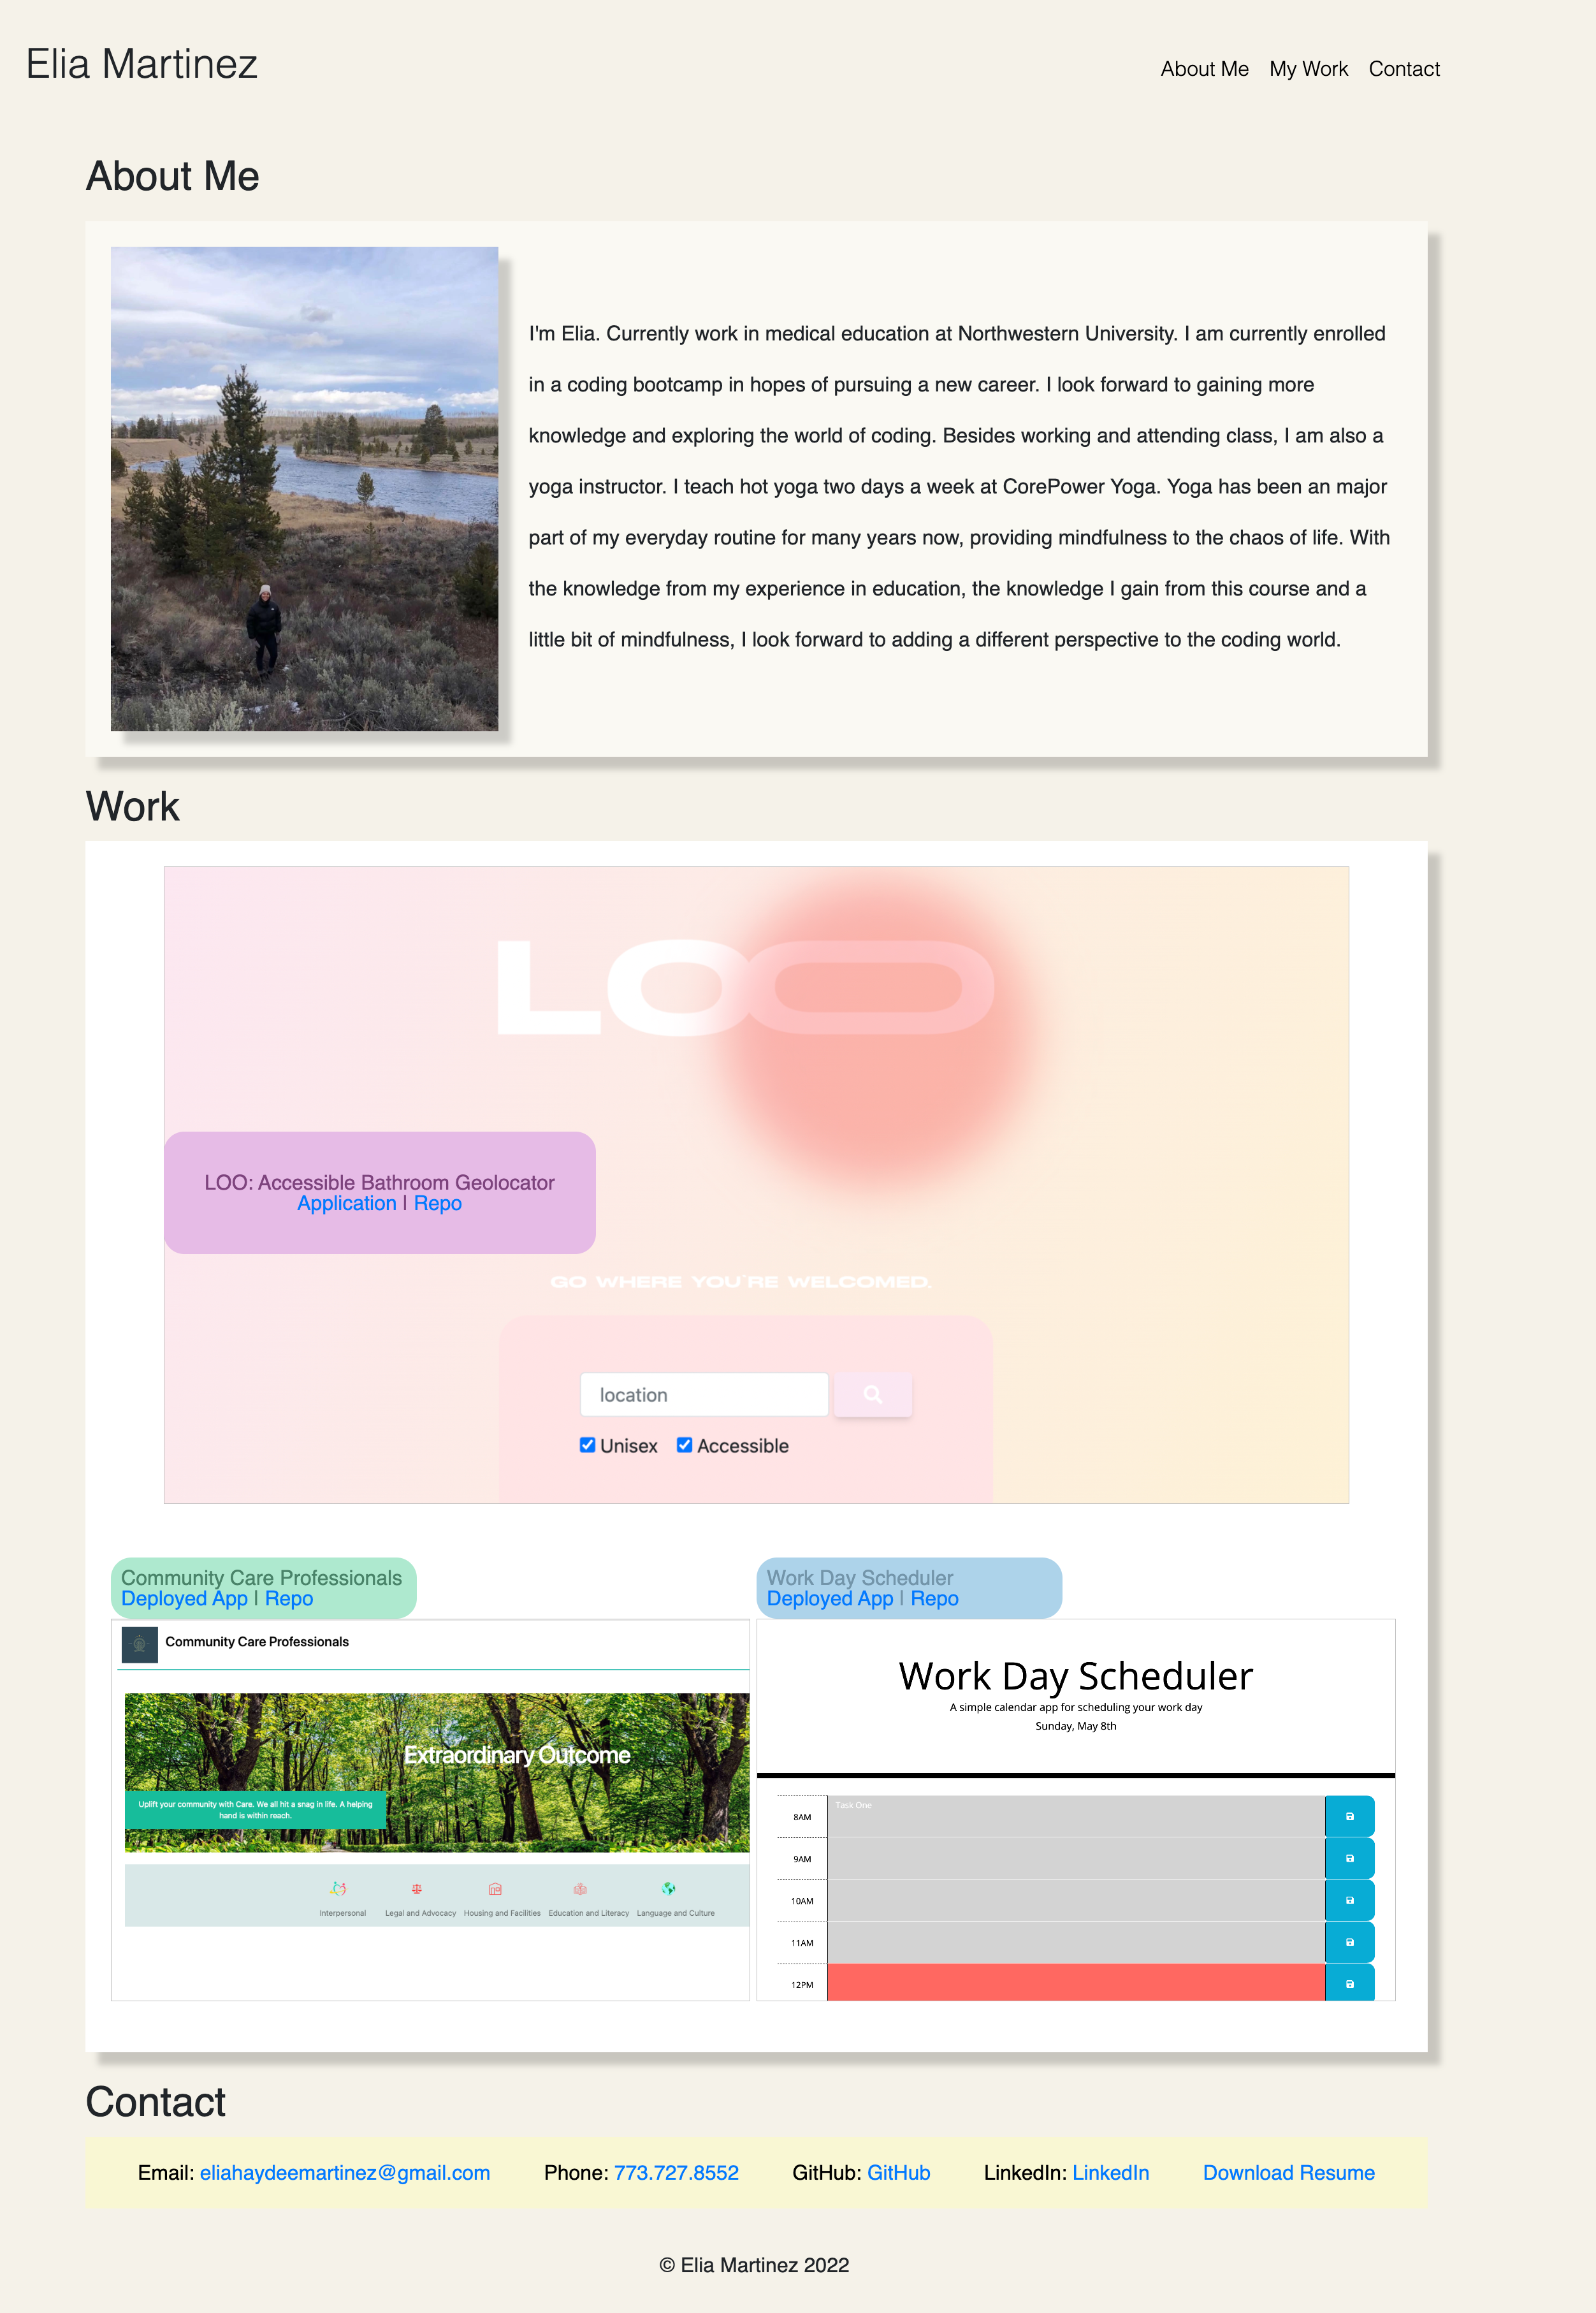 Elia Martinez
About Me My Work Contact
About Me
I'm Elia. Currently work in medical education at Northwestern University. I am currently enrolled
in a coding bootcamp in hopes of pursuing a new career. I look forward to gaining more
knowledge and exploring the world of coding. Besides working and attending class, I am also a
yoga instructor. I teach hot yoga two days a week at CorePower Yoga. Yoga has been an major
part of my everyday routine for many years now, providing mindfulness to the chaos of life. With
the knowledge from my experience in education, the knowledge I gain from this course and a
little bit of mindfulness, I look forward to adding a different perspective to the coding world.
Work
LOO
LOO: Accessible Bathroom Geolocator
Application | Repo
GO WHERE YOU'RE WELCOMED.
location
Unisex Accessible
Community Care Professionals
Deployed App | Repo
Community Care Professionals
Extraordinary Outcome
Uplift your community with Care. We all hit a snag in life. A helping
hand is within reach.
Interpersonal Legal and Advocacy Housing and Facilities Education and Literacy Language and Culture
Work Day Scheduler
Deployed App | Repo
Work Day Scheduler
A simple calendar app for scheduling your work day
Sunday, May 8th
8AM Task One
9AM
10AM
11AM
12PM
Contact
Email: eliahaydeemartinez@gmail.com Phone: 773.727.8552 GitHub: GitHub LinkedIn: LinkedIn Download Resume
© Elia Martinez 2022